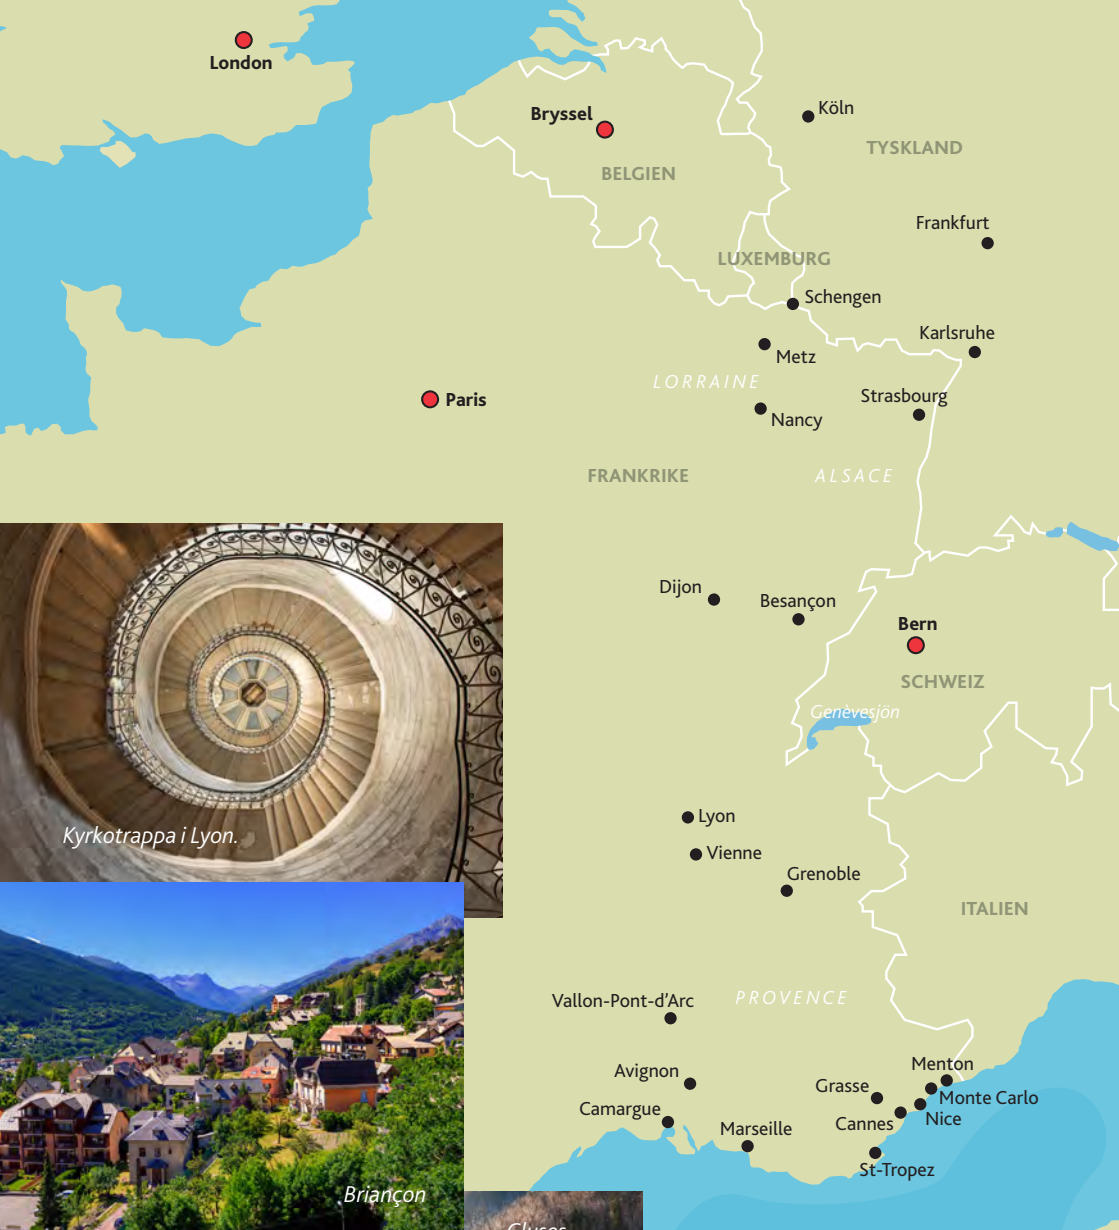 London
Bryssel
Köln
TYSKLAND
BELGIEN
Frankfurt
LUXEMBURG
Schengen
Karlsruhe
Metz
LORRAINE
Strasbourg
Paris
Nancy
FRANKRIKE
ALSACE
Dijon
Besançon
Bern
SCHWEIZ
Genèvesjön
Lyon
Kyrkotrappa i Lyon.
Vienne
Grenoble
ITALIEN
Vallon-Pont-d'Arc
PROVENCE
Menton
Avignon
Grasse
Monte Carlo
Camargue
Nice
Cannes
Marseille
St-Tropez
Briançon